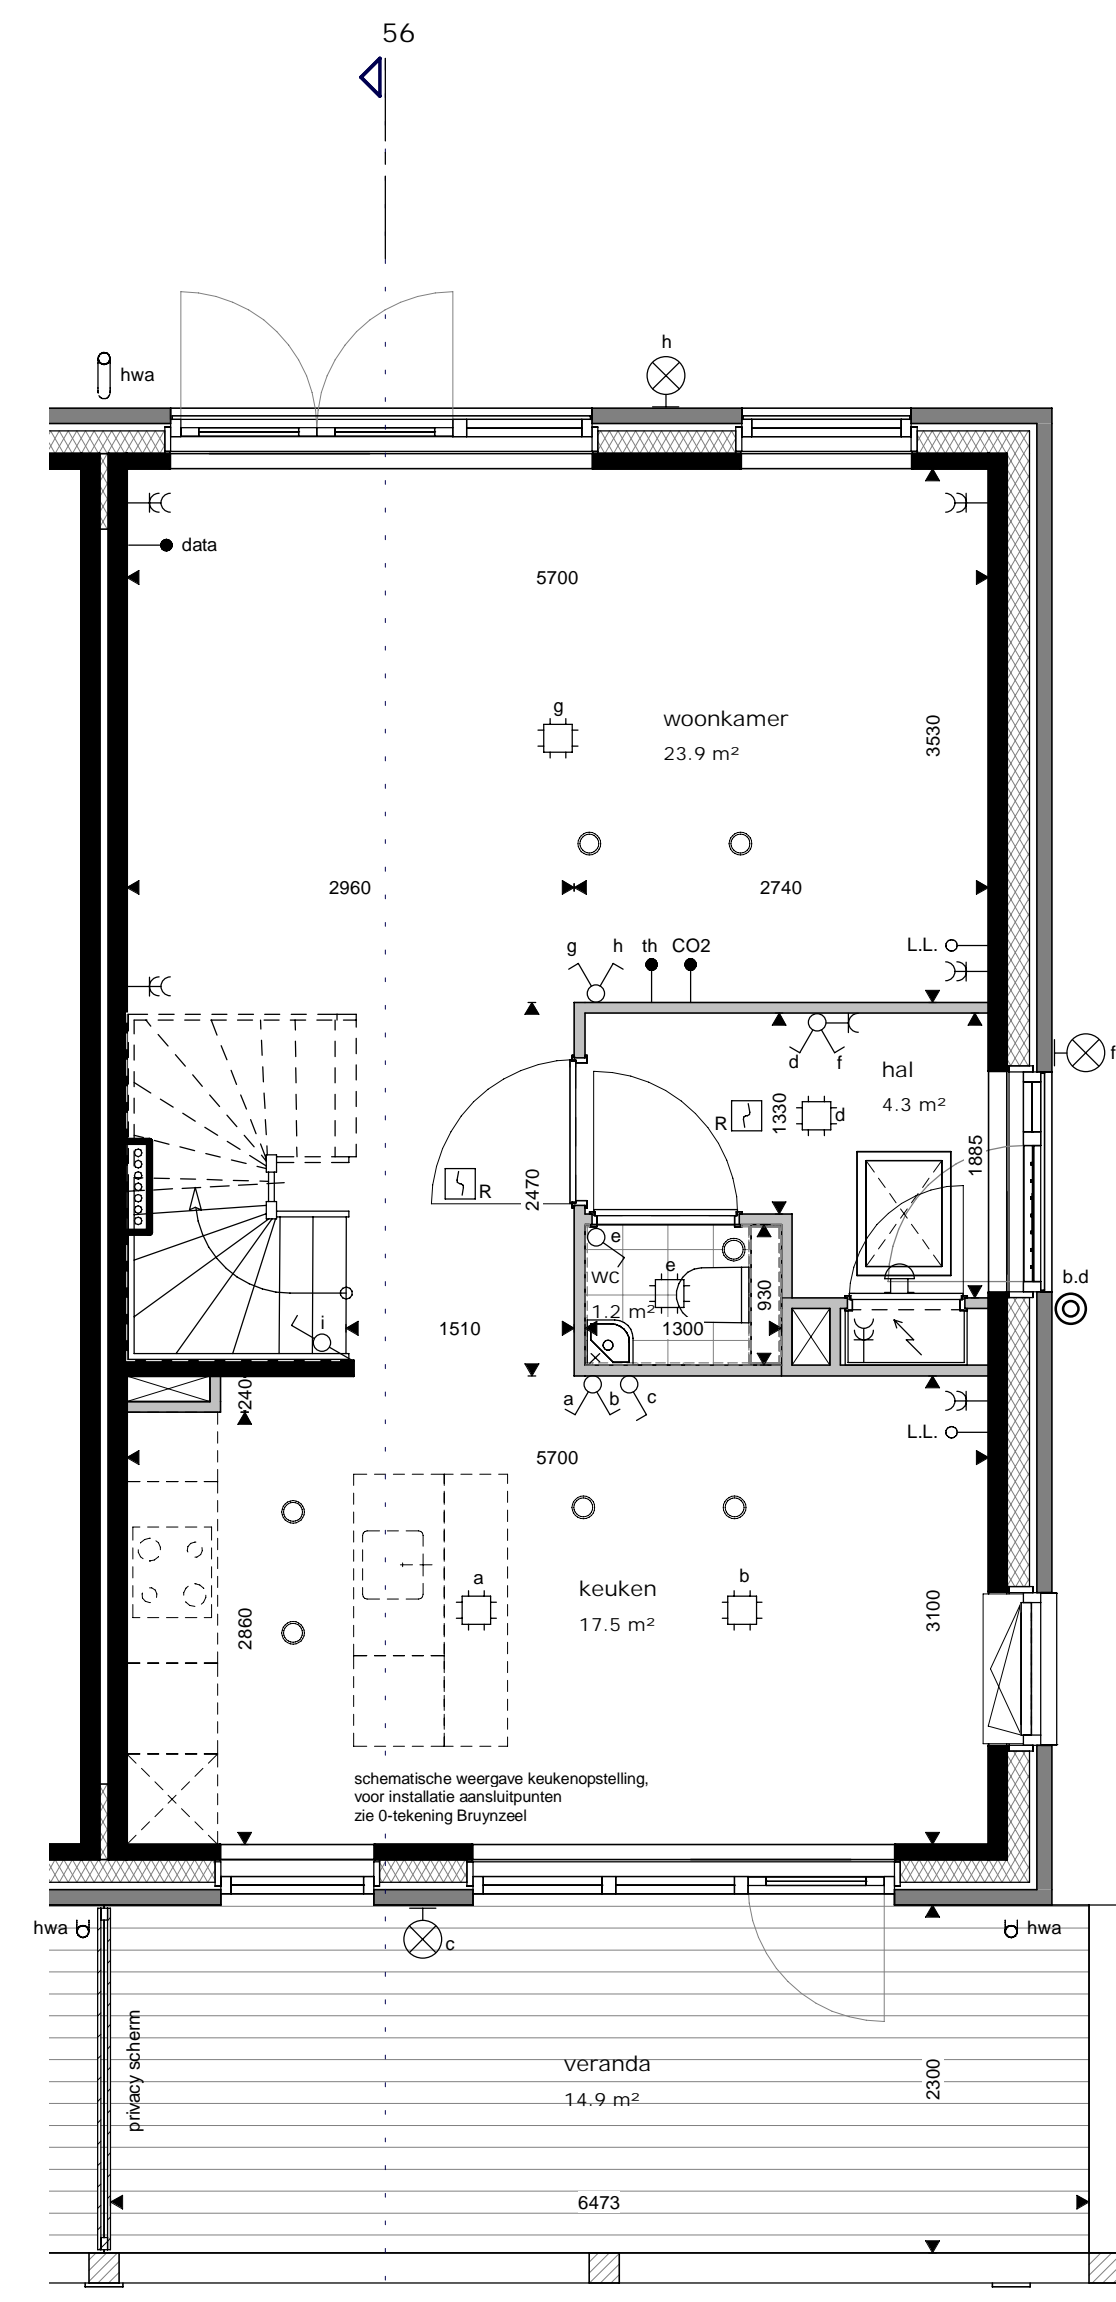 56
h
hwa
data
5700
g
woonkamer
23.9 m²
3530
2960
2740
g h th CO2
L.L.
d f
hal
4.3 m²
f
R
1330
d
1885
R
2470
e
wc
e
1.2 m²
930
b.d
i
1510
1300
240
a b c
L.L.
5700
a
b
keuken
17.5 m²
2860
3100
schematische weergave keukenopstelling,
voor installatie aansluitpunten
zie 0-tekening Bruynzeel
hwa
c
hwa
privacy scherm
veranda
14.9 m²
2300
6473